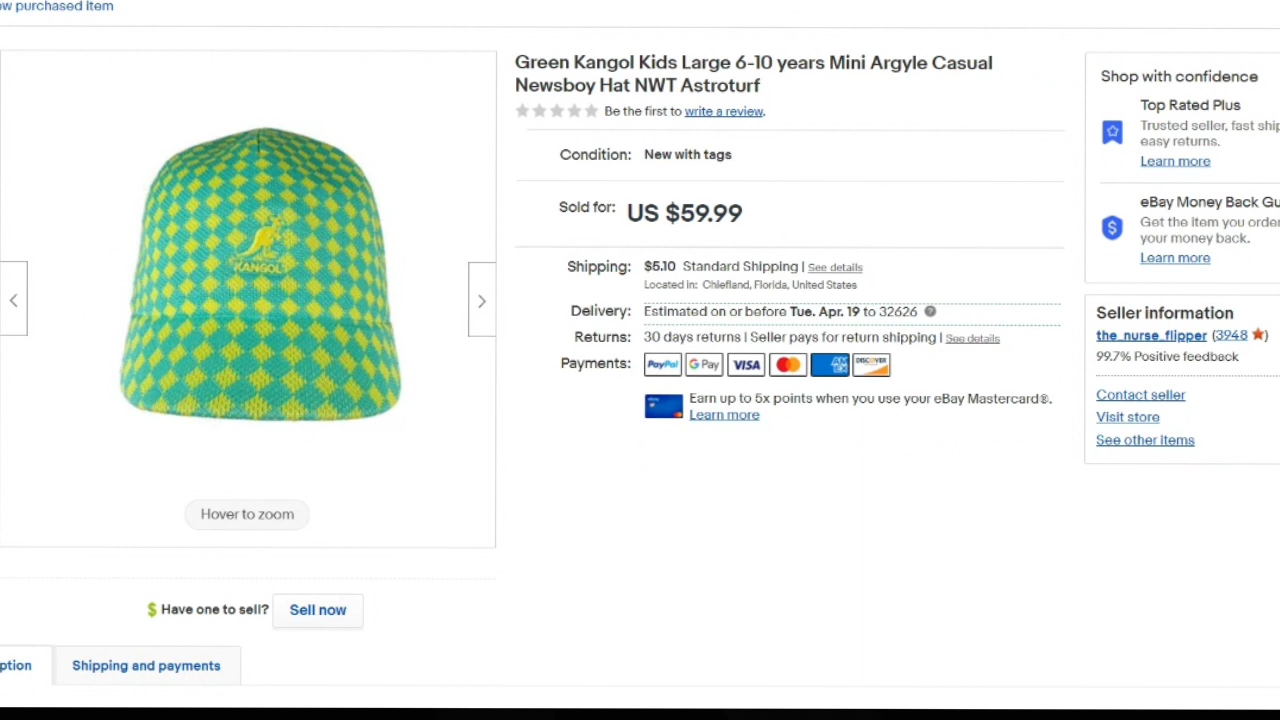 ew purchased item
Green Kangol Kids Large 6-10 years Mini Argyle Casual
Newsboy Hat NWT Astroturf
Be the first to write a review.
Condition: New with tags
Sold for: US $59.99
Shipping: $5.10 Standard Shipping | See details
Located in: Chiefland, Florida, United States
Delivery: Estimated on or before Tue. Apr. 19 to 32626
Returns: 30 days returns | Seller pays for return shipping | See details
Payments: PayPal G Pay VISA AM EX DISCOVER
Earn up to 5x points when you use your eBay Mastercard®.
Learn more
KANGOL
Hover to zoom
$ Have one to sell? Sell now
ption
Shipping and payments
Shop with confidence
Top Rated Plus
Trusted seller, fast ship
easy returns.
Learn more
eBay Money Back Gu
Get the item you order
your money back.
Learn more
Seller information
the_nurse_flipper (3948)
99.7% Positive feedback
Contact seller
Visit store
See other items